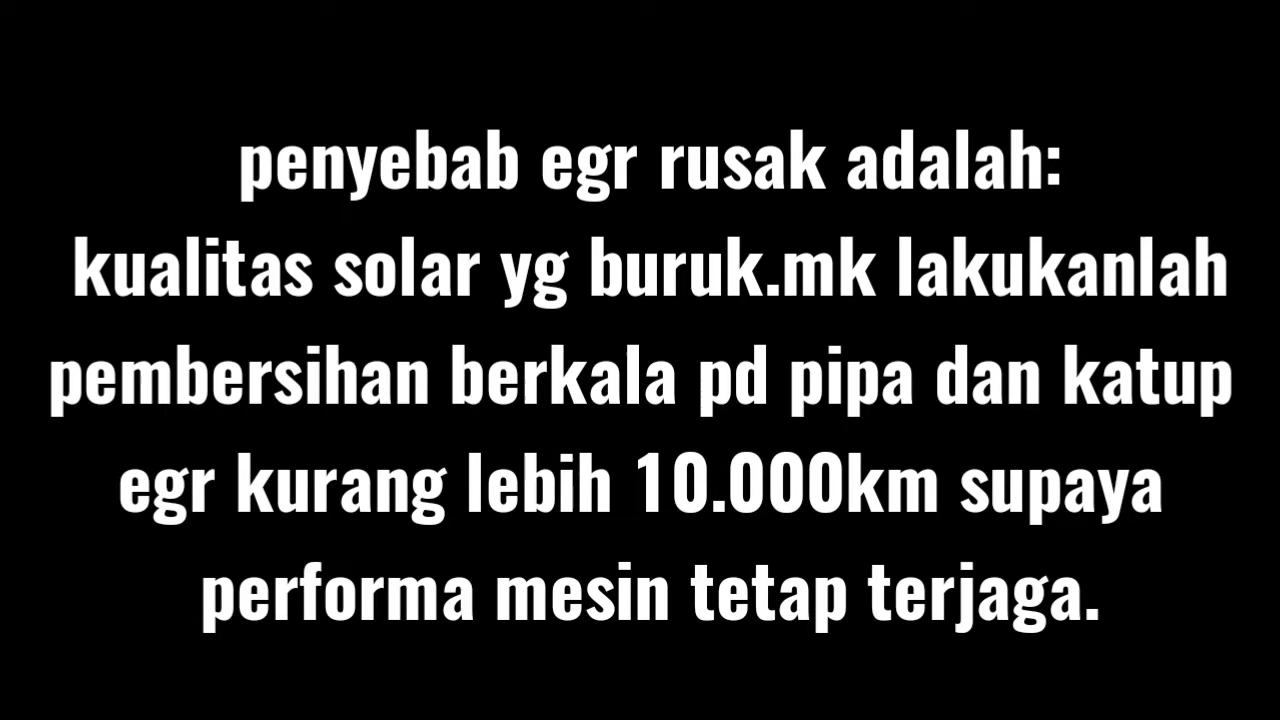 penyebab egr rusak adalah:
kualitas solar yg buruk.mk lakukanlah
pembersihan berkala pd pipa dan katup
egr kurang lebih 10.000km supaya
performa mesin tetap terjaga.